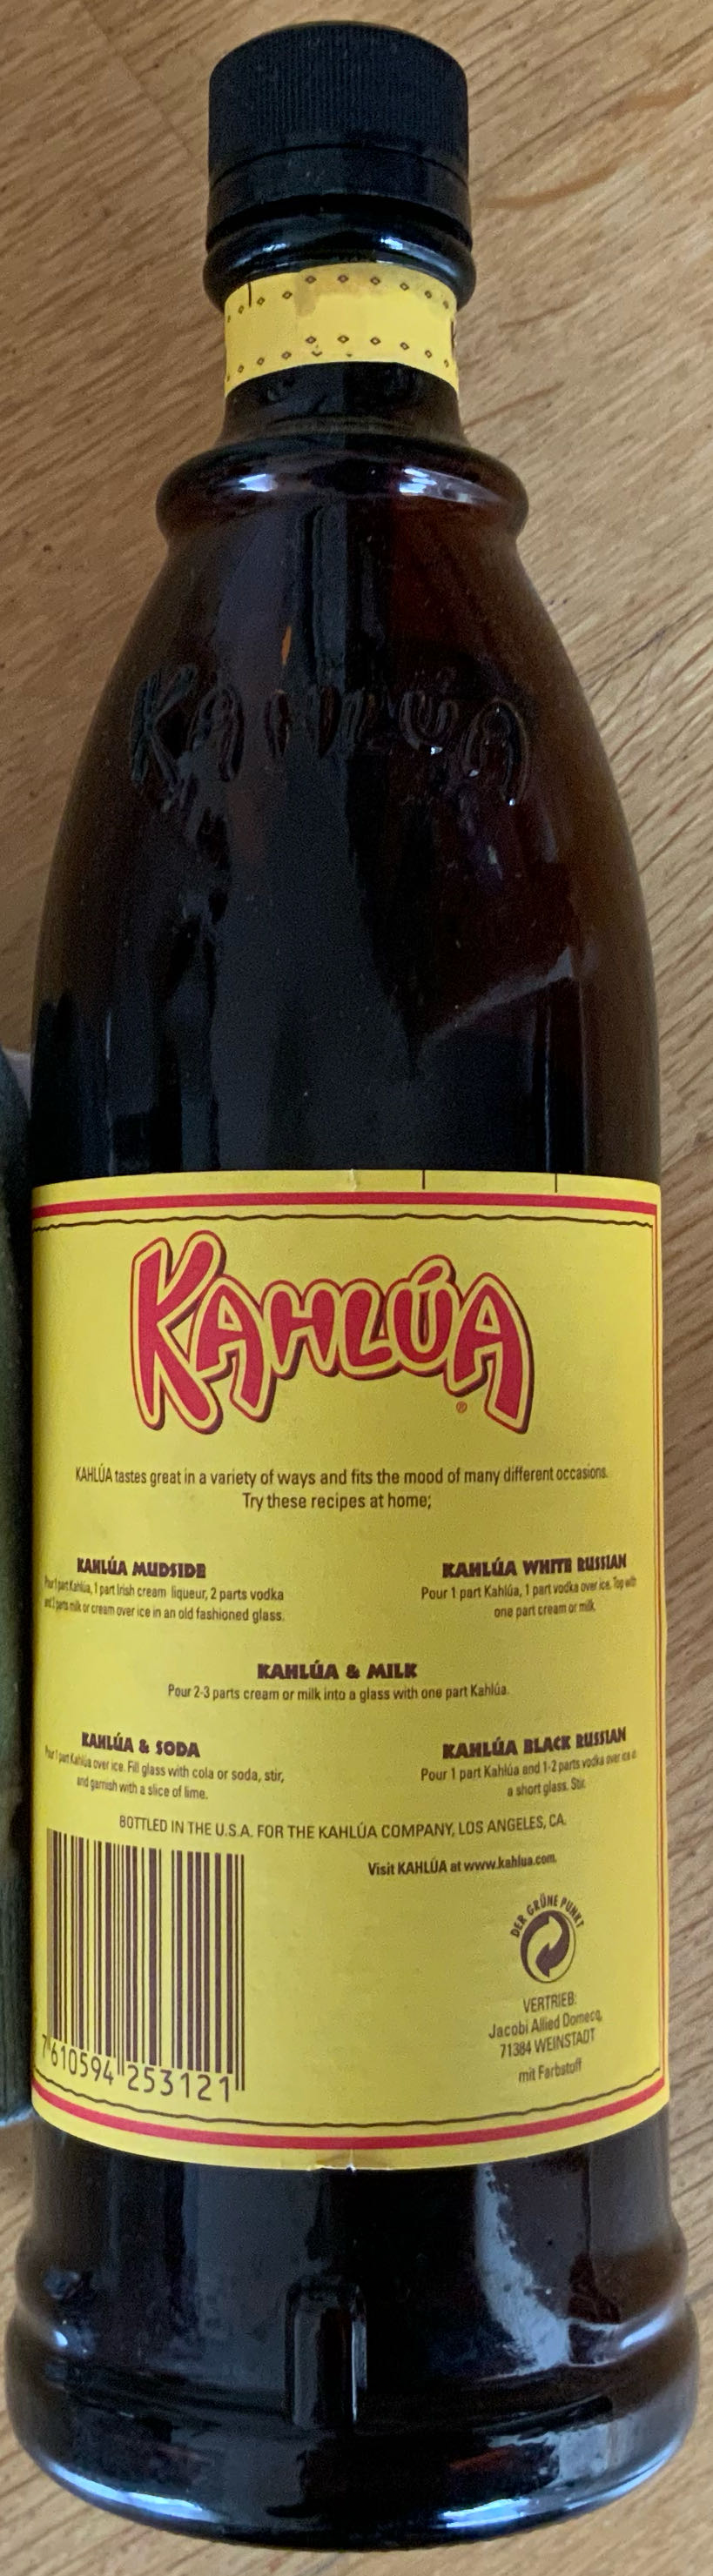 KAHLÚA
KAHLÚA
®
KAHLÚA tastes great in a variety of ways and fits the mood of many different occasions.
Try these recipes at home;
KAHLÚA MUDSIDE
Pour 1 part Kahlúa, 1 part Irish cream liqueur, 2 parts vodka
and 2 parts milk or cream over ice in an old fashioned glass.
KAHLÚA WHITE RUSSIAN
Pour 1 part Kahlúa, 1 part vodka over ice. Top with
one part cream or milk.
KAHLÚA & MILK
Pour 2-3 parts cream or milk into a glass with one part Kahlúa.
KAHLÚA & SODA
Pour 1 part Kahlúa over ice. Fill glass with cola or soda, stir,
and garnish with a slice of lime.
KAHLÚA BLACK RUSSIAN
Pour 1 part Kahlúa and 1-2 parts vodka over ice in
a short glass. Stir.
BOTTLED IN THE U.S.A. FOR THE KAHLÚA COMPANY, LOS ANGELES, CA.
Visit KAHLÚA at www.kahlua.com.
DER GRÜNE PUNKT
VERTRIEB:
Jacobi Allied Domecq,
71384 WEINSTADT
mit Farbstoff
7 610594 253121